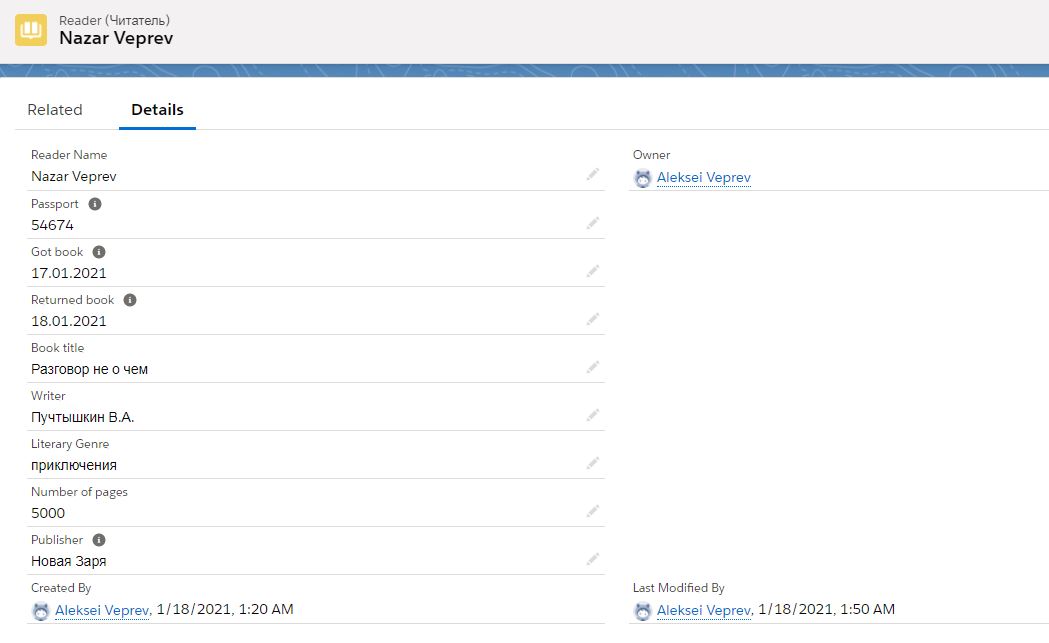 Reader (Читатель)
Nazar Veprev
Related Details
Reader Name
Nazar Veprev
Owner
Aleksei Veprev
Passport
54674
Got book
17.01.2021
Returned book
18.01.2021
Book title
Разговор не о чем
Writer
Пучтышкин В.А.
Literary Genre
приключения
Number of pages
5000
Publisher
Новая Заря
Created By
Aleksei Veprev, 1/18/2021, 1:20 AM
Last Modified By
Aleksei Veprev, 1/18/2021, 1:50 AM